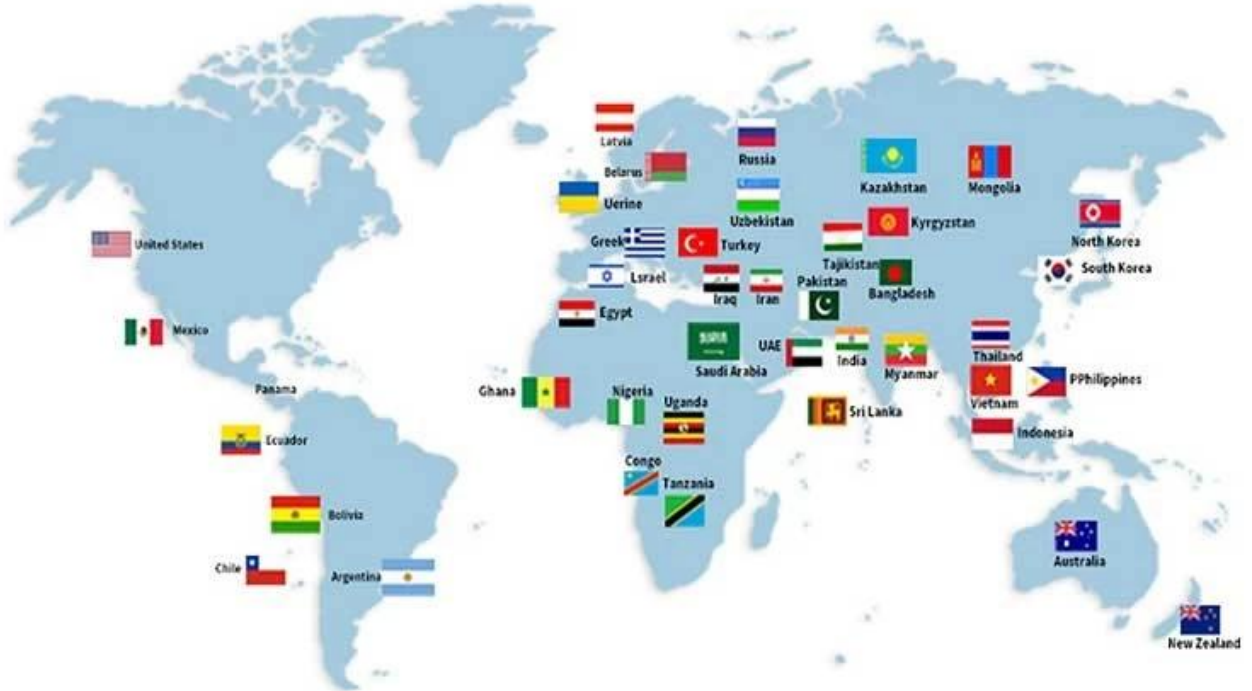 Latvia
Russia
Belarus
Kazakhstan
Mongolia
Uerine
Uzbekistan
Kyrgyzstan
United States
Greek
Turkey
Tajikistan
North Korea
Lsrael
Iraq
Iran
Pakistan
Bangladesh
South Korea
Egypt
Mexico
Saudi Arabia
UAE
India
Myanmar
Thailand
Panama
Ghana
Nigeria
Uganda
Sri Lanka
Vietnam
PPhilippines
Ecuador
Indonesia
Congo
Tanzania
Bolivia
Chile
Argentina
Australia
New Zealand